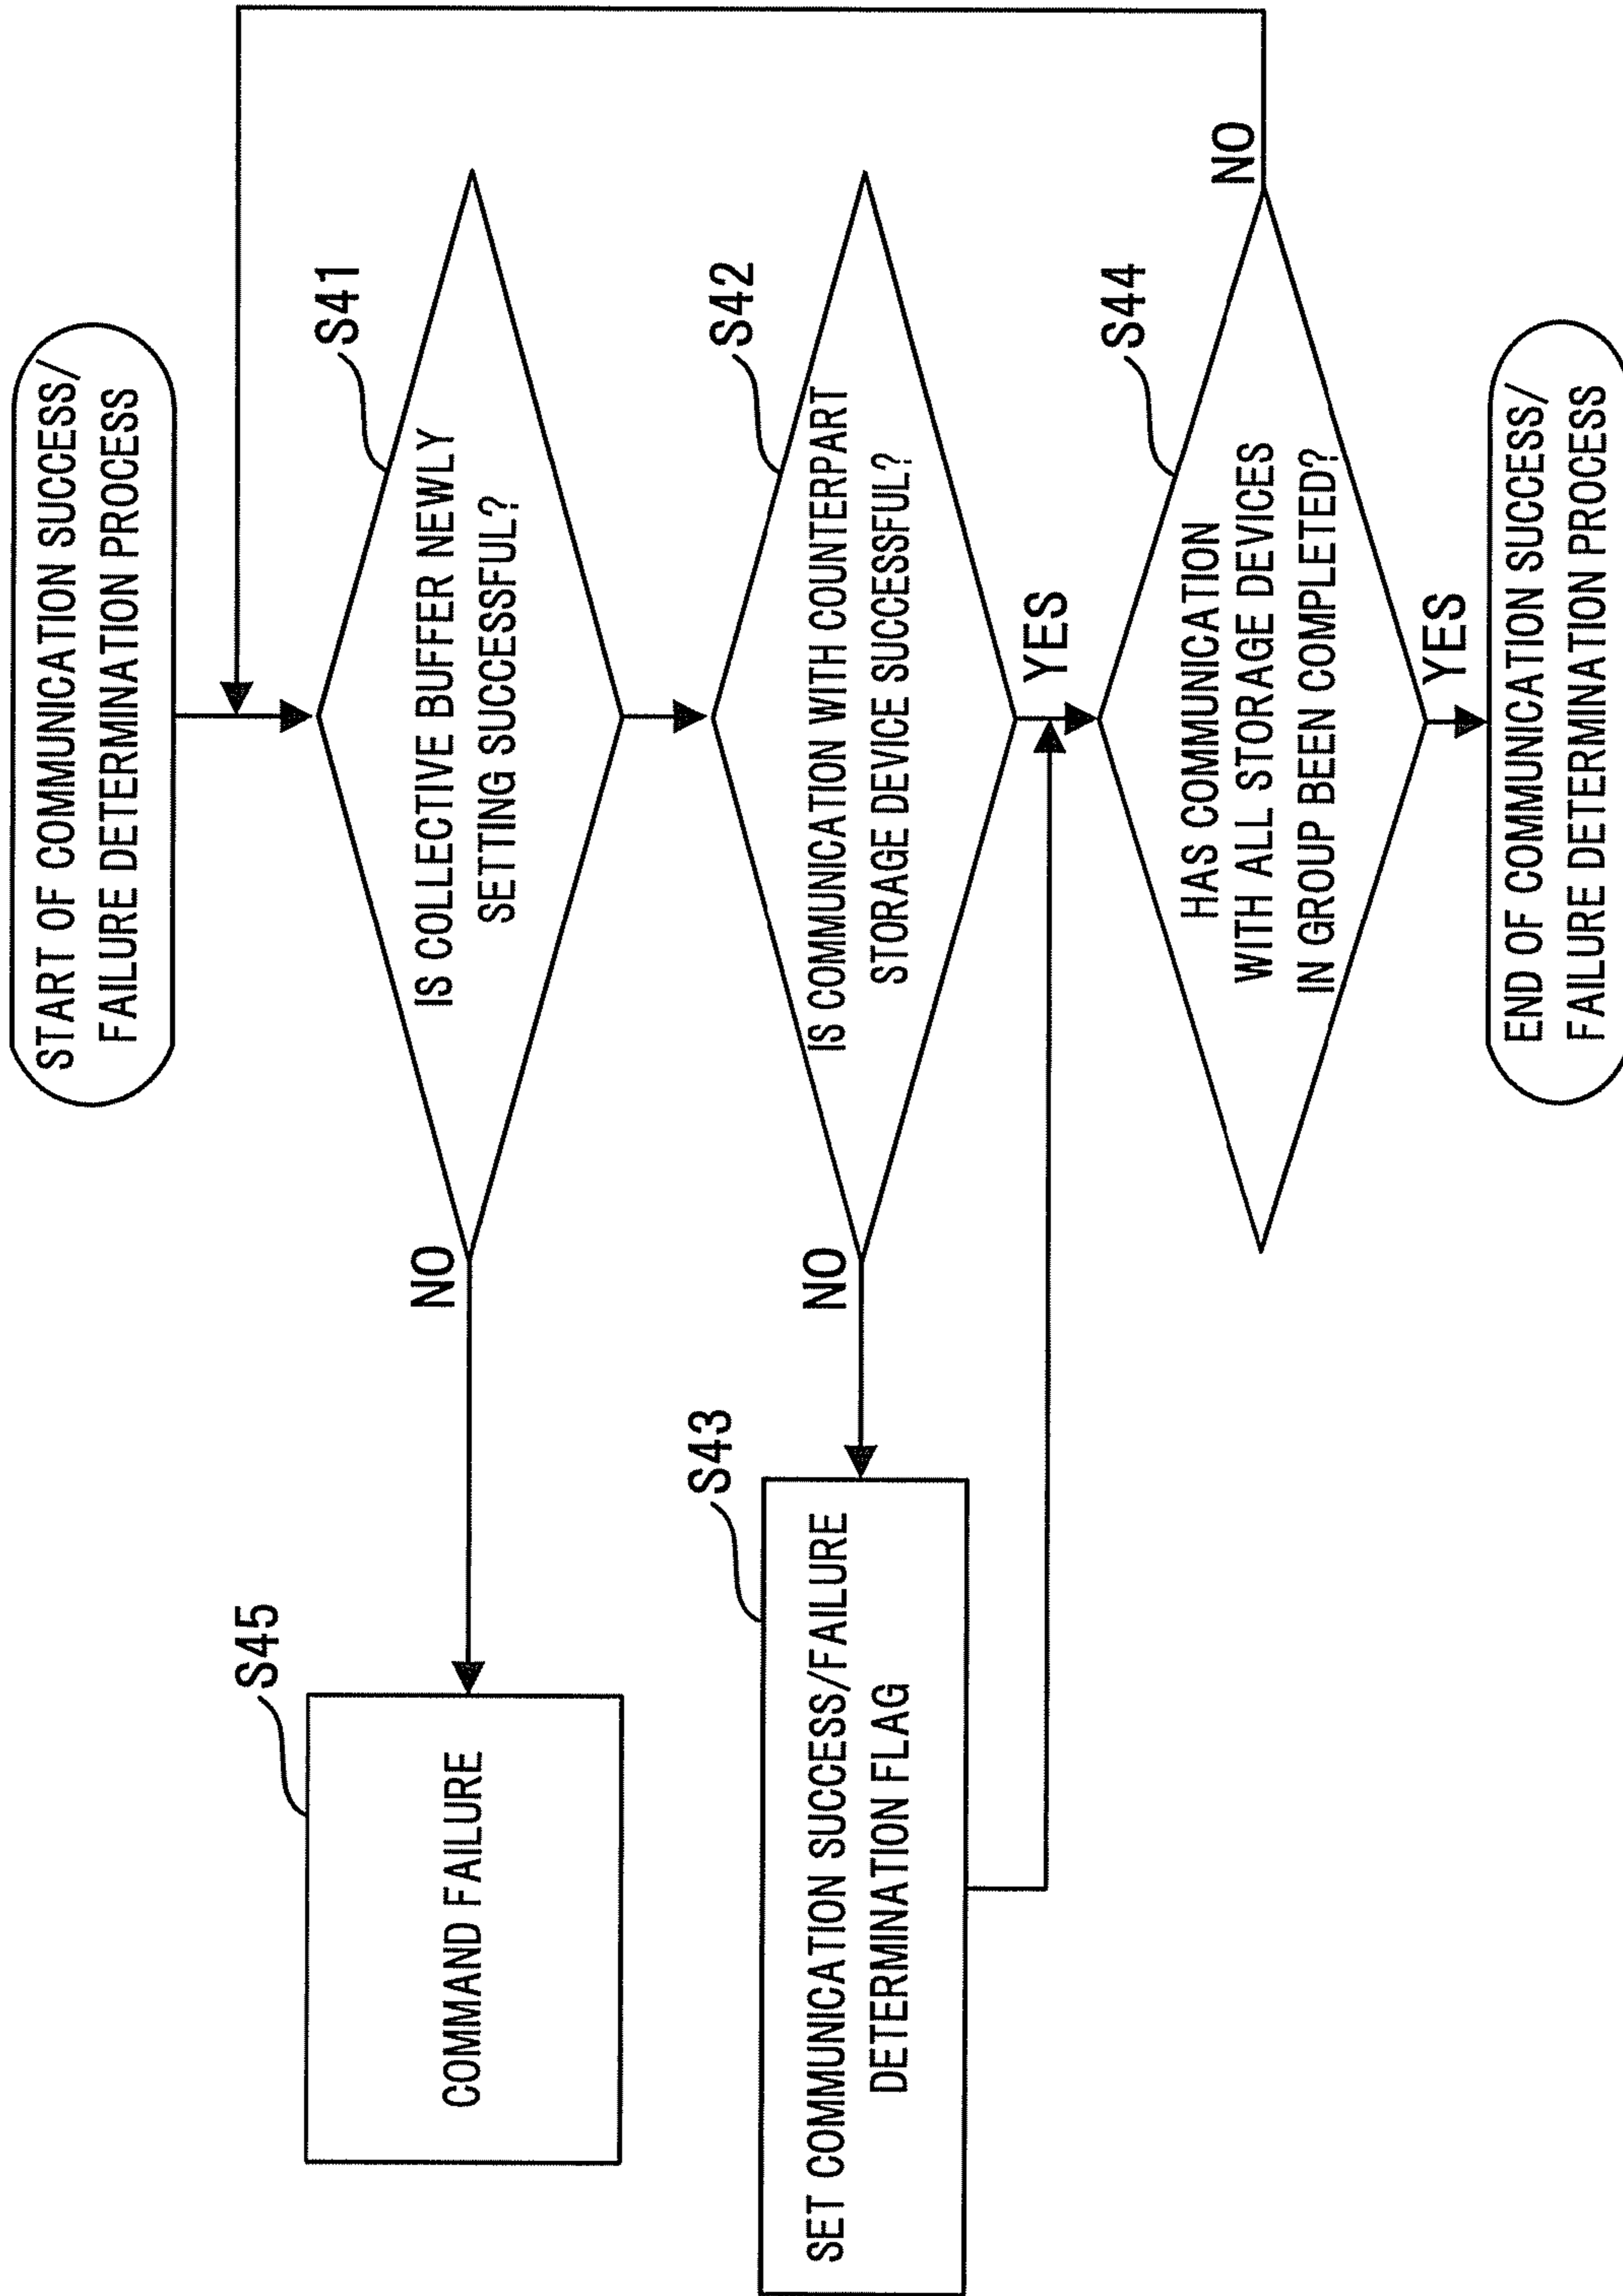 START OF COMMUNICATION SUCCESS/
FAILURE DETERMINATION PROCESS
S41
IS COLLECTIVE BUFFER NEWLY
SETTING SUCCESSFUL?
NO
S45
COMMAND FAILURE
S42
IS COMMUNICATION WITH COUNTERPART
STORAGE DEVICE SUCCESSFUL?
NO
S43
SET COMMUNICATION SUCCESS/FAILURE
DETERMINATION FLAG
YES
S44
HAS COMMUNICATION
WITH ALL STORAGE DEVICES
IN GROUP BEEN COMPLETED?
NO
YES
END OF COMMUNICATION SUCCESS/
FAILURE DETERMINATION PROCESS